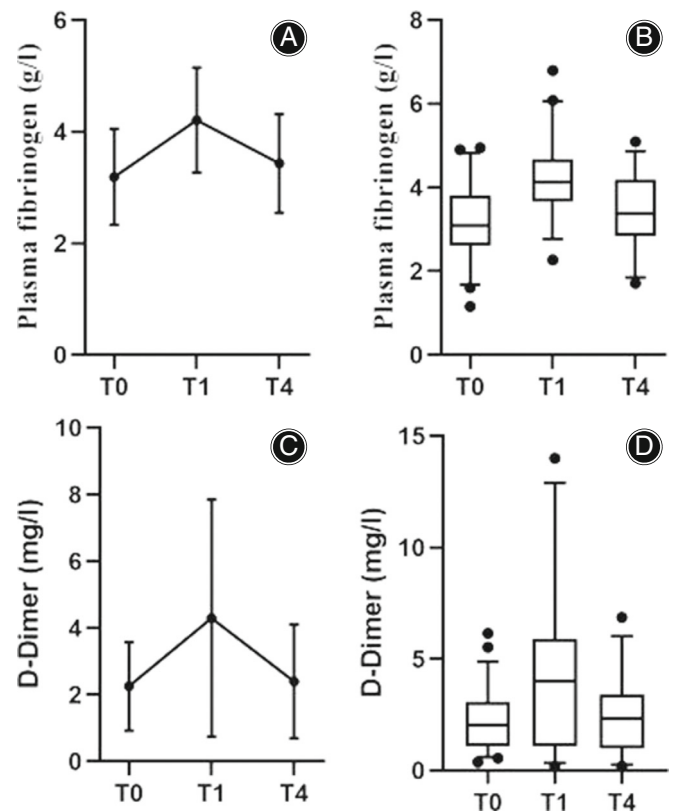 A
Plasma fibrinogen (g/l)
6
4
2
0
T0 T1 T4
B
Plasma fibrinogen (g/l)
8
6
4
2
0
T0 T1 T4
C
D-Dimer (mg/l)
10
8
6
4
2
0
T0 T1 T4
D
D-Dimer (mg/l)
15
10
5
0
T0 T1 T4